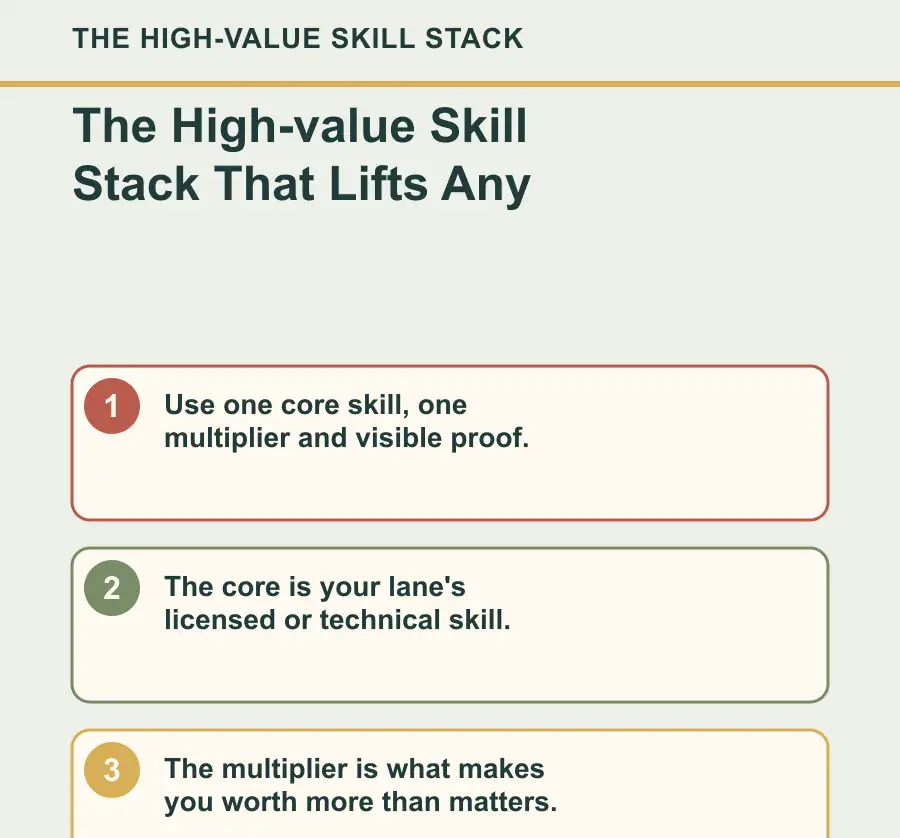 THE HIGH-VALUE SKILL STACK
The High-value Skill
Stack That Lifts Any
1
Use one core skill, one
multiplier and visible proof.
2
The core is your lane's
licensed or technical skill.
3
The multiplier is what makes
you worth more than matters.